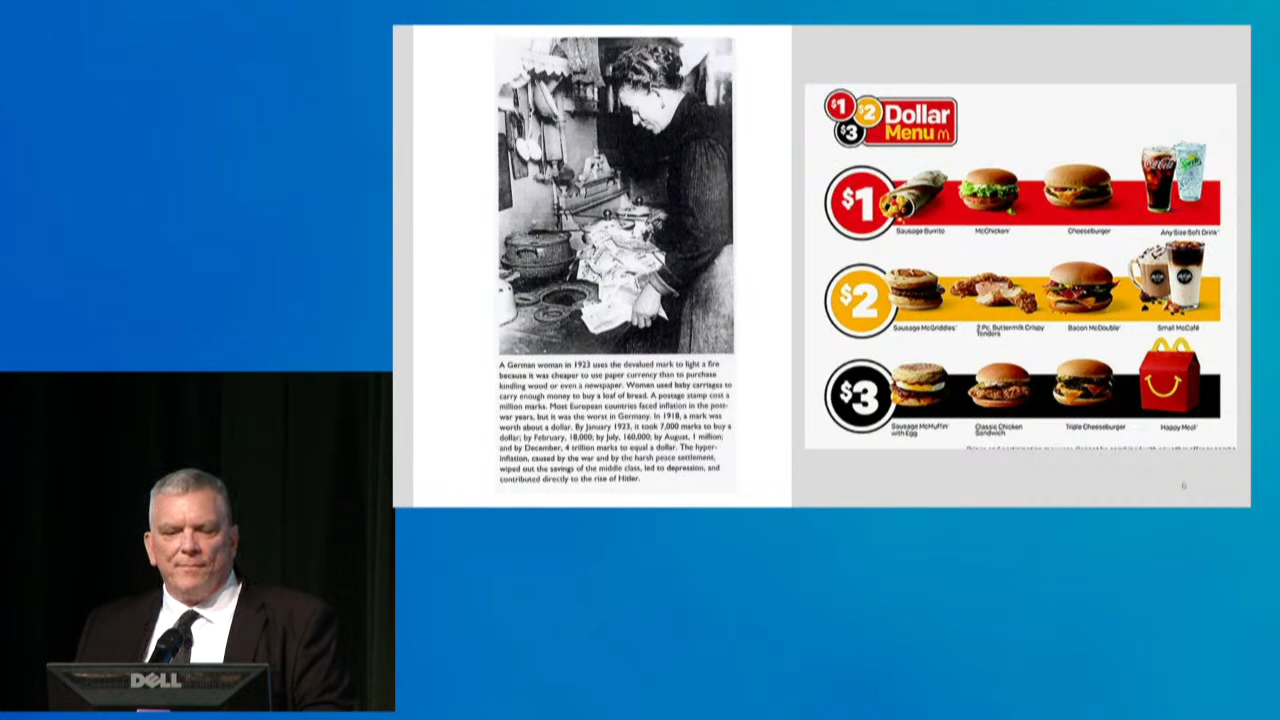 A German woman in 1923 uses the devalued mark to light a fire
because it was cheaper to use paper currency than to purchase
kindling wood or even a newspaper. Women used baby carriages to
carry enough money to buy a loaf of bread. A postage stamp cost a
million marks. Most European countries faced inflation in the post-
war years, but it was the worst in Germany. In 1918, a mark was
worth about a dollar. By January 1923, it took 7,000 marks to buy a
dollar; by February, 18,000; by July, 160,000; by August, 1 million;
and by December, 4 trillion marks to equal a dollar. The hyper-
inflation, caused by the war and by the harsh peace settlement,
wiped out the savings of the middle class, led to depression, and
contributed directly to the rise of Hitler.
$1 $2 $3
Dollar
Menu
$1
Coca-Cola
Sprite
Sausage Burrito
McChicken®
Cheeseburger
Any Size Soft Drink
$2
Sausage McGriddles®
2 Pc. Buttermilk Crispy
Tenders
Bacon McDouble®
Small McCafé
$3
Sausage McMuffin®
with Egg
Classic Chicken
Sandwich
Triple Cheeseburger
Happy Meal®
6
DELL